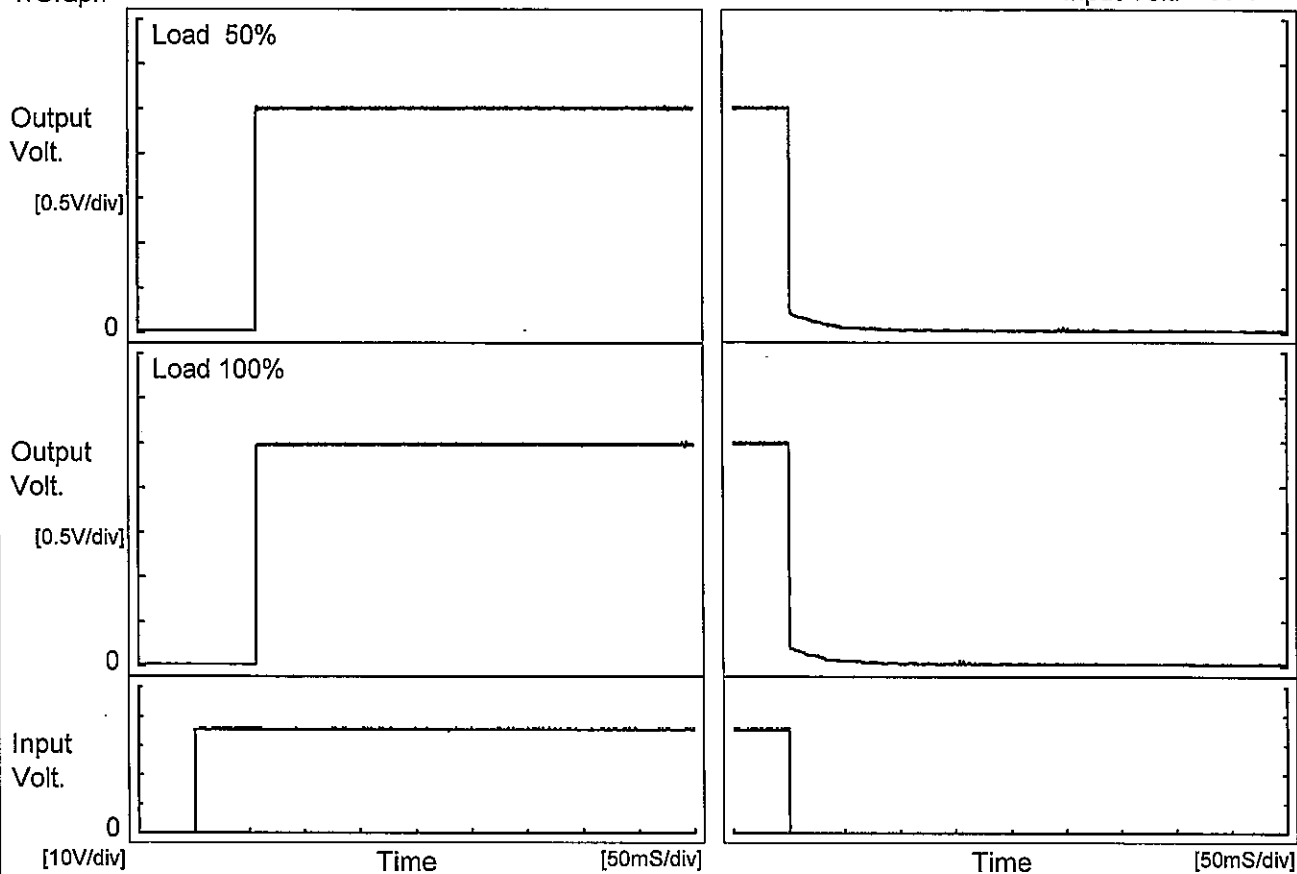 Load 50%
Output
Volt.
[0.5V/div]
0
Load 100%
Output
Volt.
[0.5V/div]
0
Input
Volt.
0
[10V/div]
Time
[50mS/div]
Time
[50mS/div]